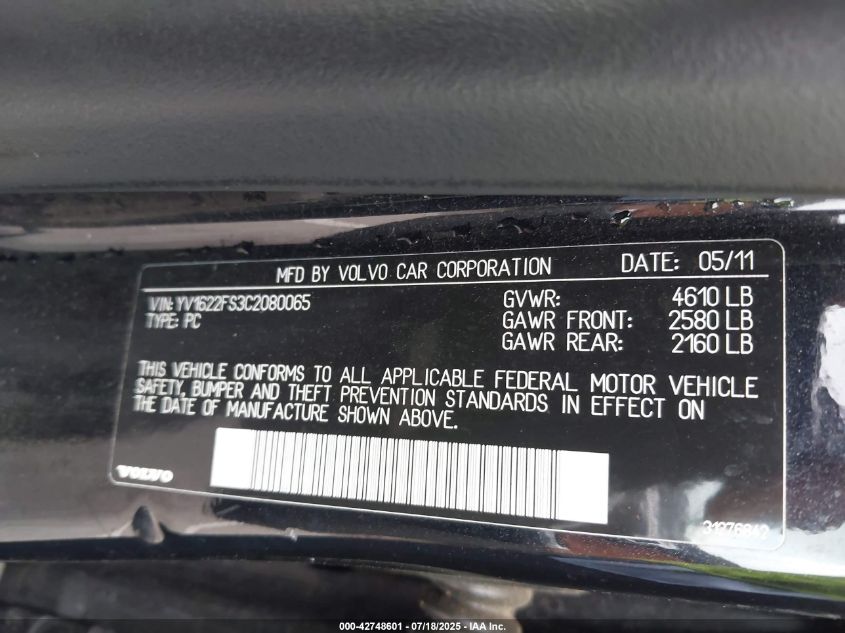 MFD BY VOLVO CAR CORPORATION DATE: 05/11
VIN: YV1622FS3C2080065 GVWR: 4610 LB
TYPE: PC GAWR FRONT: 2580 LB
GAWR REAR: 2160 LB
THIS VEHICLE CONFORMS TO ALL APPLICABLE FEDERAL MOTOR VEHICLE
SAFETY, BUMPER AND THEFT PREVENTION STANDARDS IN EFFECT ON
THE DATE OF MANUFACTURE SHOWN ABOVE.
VOLVO
000-42748601 - 07/18/2025 - IAA Inc.